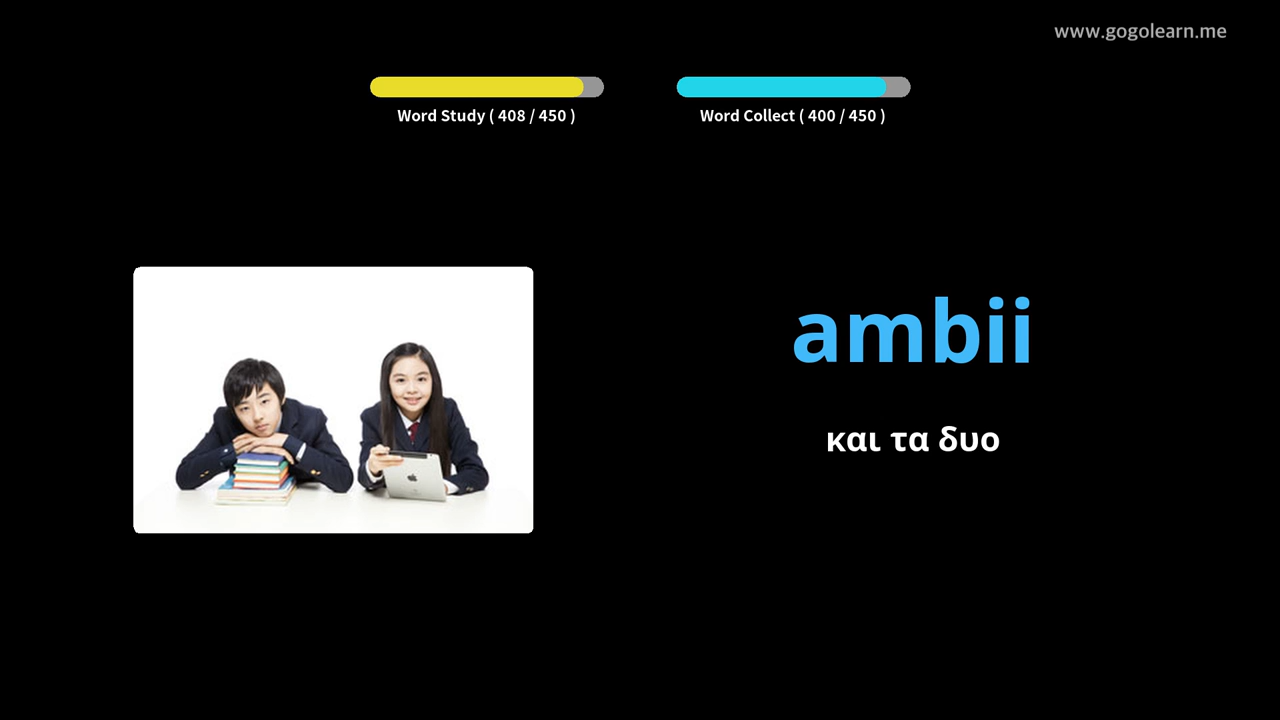 www.gogolearn.me
Word Study ( 408 / 450 )
Word Collect ( 400 / 450 )
ambii
και τα δυο